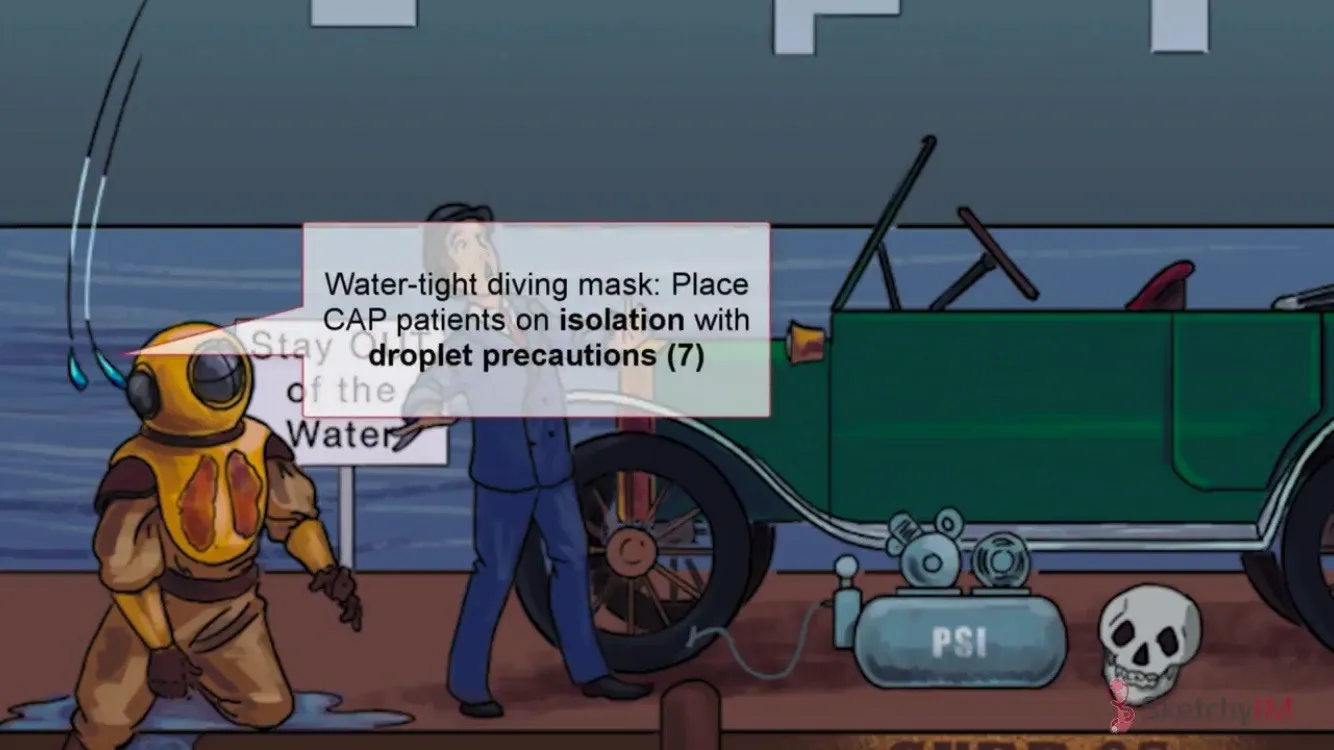 Water-tight diving mask: Place
CAP patients on isolation with
droplet precautions (7)
Stay OUT
of the
Water
PSI
SketchyIM